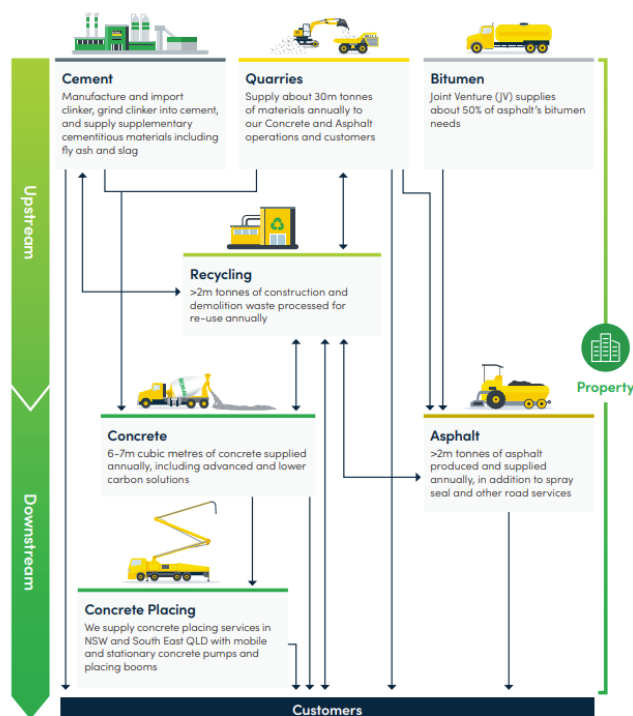 Cement
Manufacture and import
clinker, grind clinker into cement,
and supply supplementary
cementitious materials including
fly ash and slag
Quarries
Supply about 30m tonnes
of materials annually to
our Concrete and Asphalt
operations and customers
Bitumen
Joint Venture (JV) supplies
about 50% of asphalt's bitumen
needs
Upstream
Recycling
>2m tonnes of construction and
demolition waste processed for
re-use annually
Property
BORAL
Concrete
6-7m cubic metres of concrete supplied
annually, including advanced and lower
carbon solutions
Asphalt
>2m tonnes of asphalt
produced and supplied
annually, in addition to spray
seal and other road services
Downstream
Concrete Placing
We supply concrete placing services in
NSW and South East QLD with mobile
and stationary concrete pumps and
placing booms
Customers